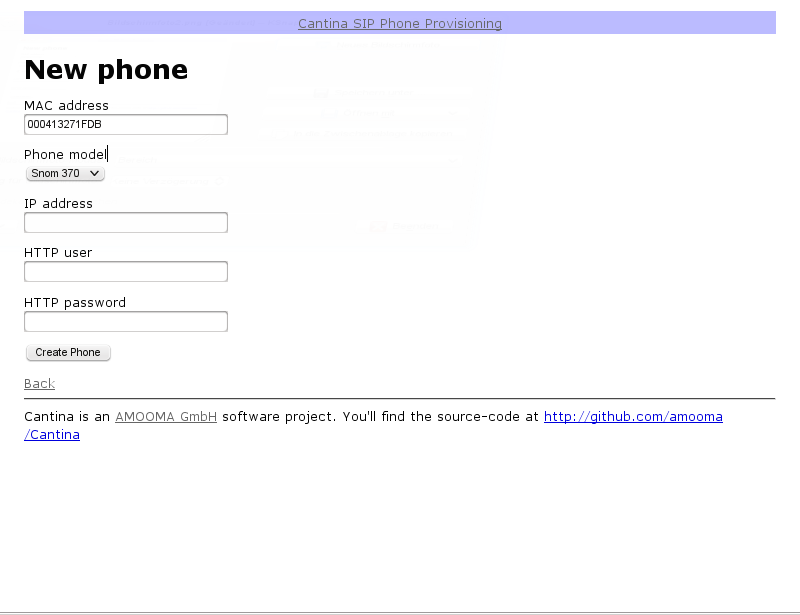 Cantina SIP Phone Provisioning
New phone
MAC address
000413271FDB
Phone model
Snom 370
IP address
HTTP user
HTTP password
Create Phone
Back
Cantina is an AMOOMA GmbH software project. You'll find the source-code at http://github.com/amooma
/Cantina